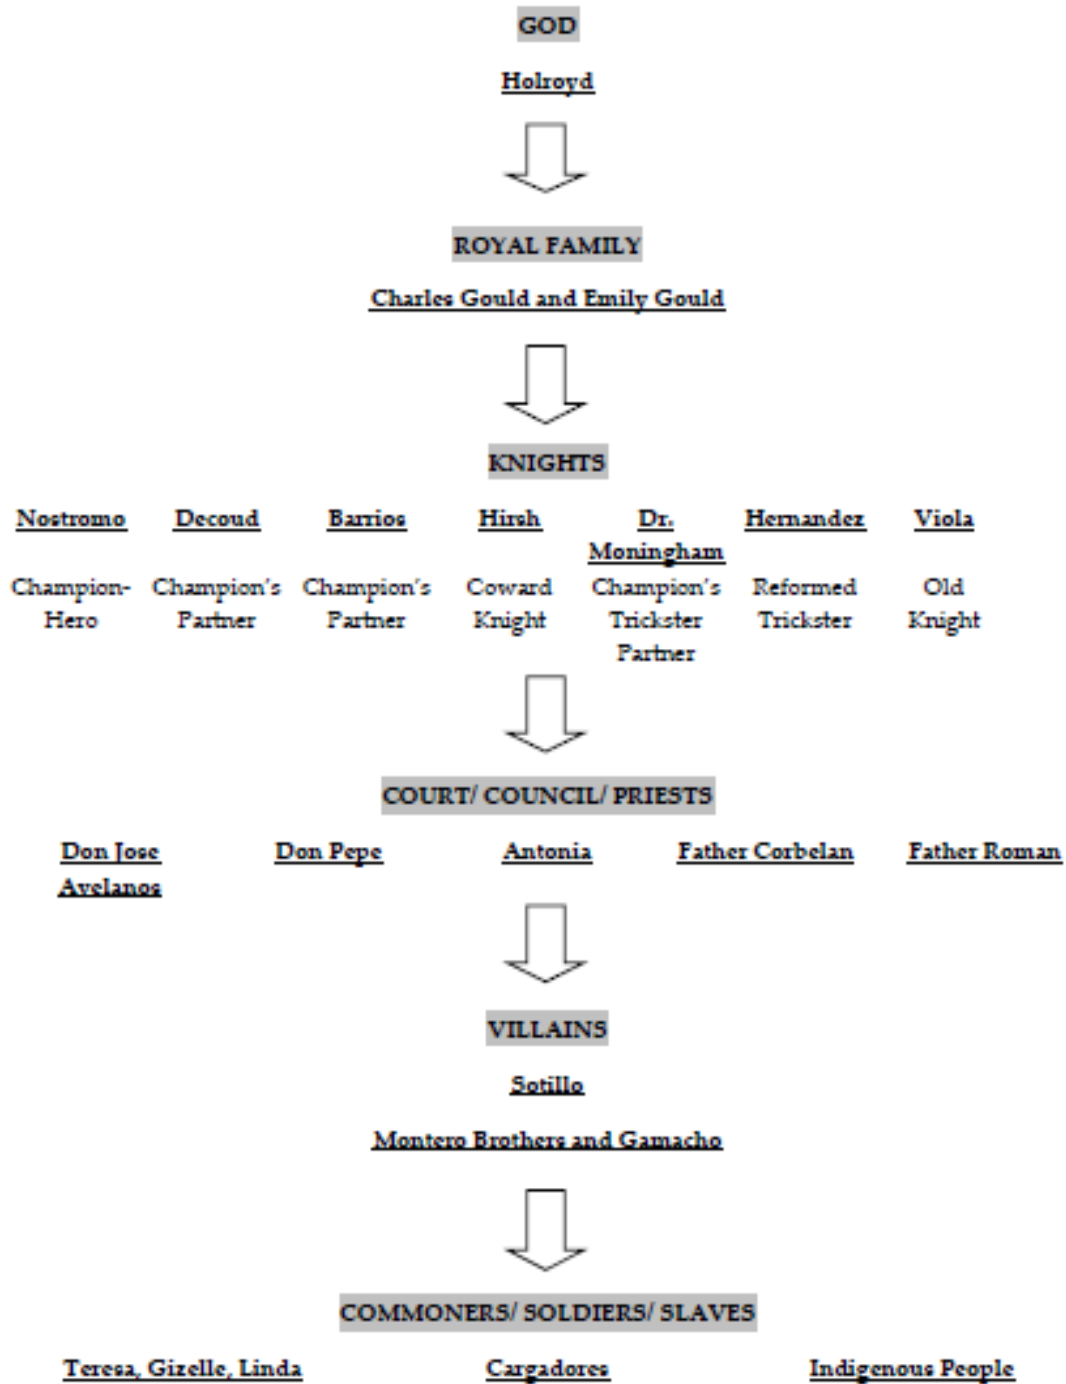 GOD
Holroyd
ROYAL FAMILY
Charles Gould and Emily Gould
KNIGHTS
Nostromo Decoud Barrios Hirsh Dr. Hernandez Viola
Moningham
Champion- Champion's Champion's Coward Champion's Reformed Old
Hero Partner Partner Knight Trickster Trickster Knight
Partner
COURT/ COUNCIL/ PRIESTS
Don Jose Don Pepe Antonia Father Corbelan Father Roman
Avelanos
VILLAINS
Sotillo
Montero Brothers and Gamacho
COMMONERS/ SOLDIERS/ SLAVES
Teresa, Gizelle, Linda Cargadores Indigenous People